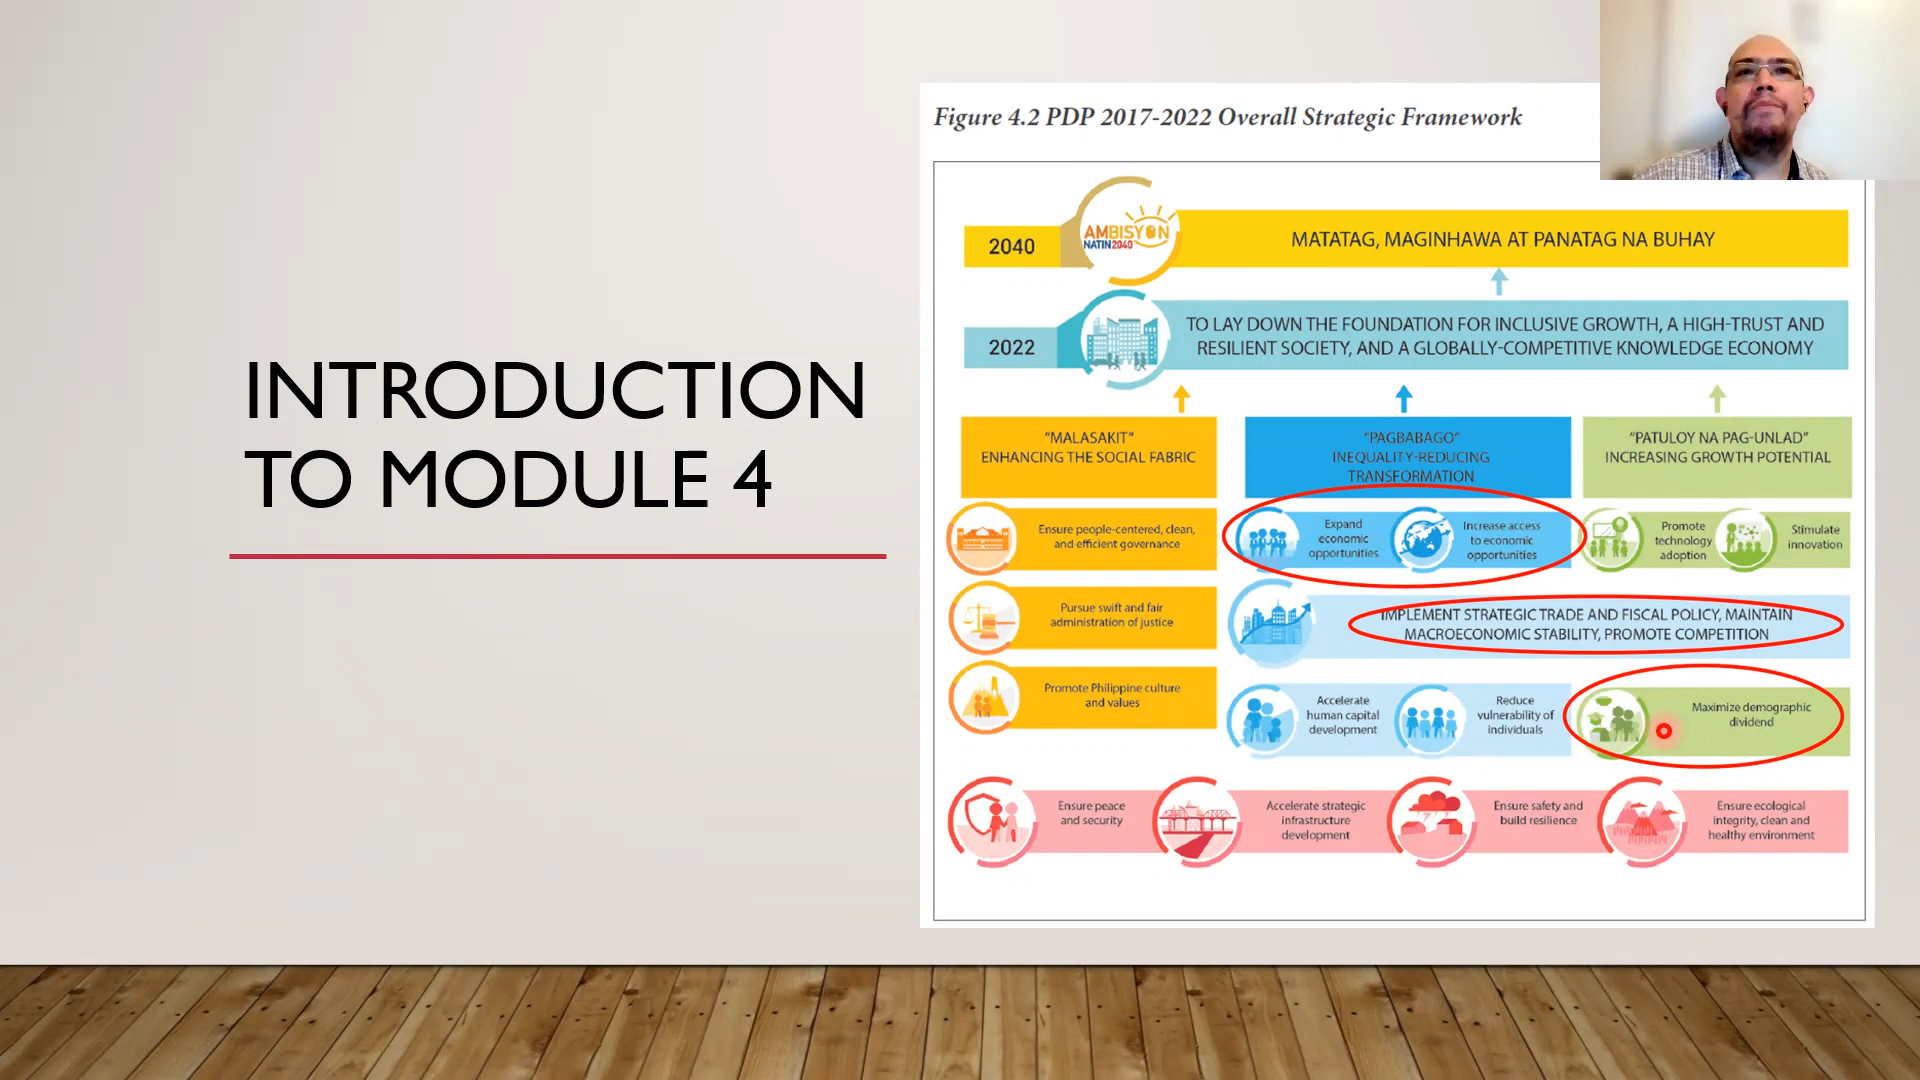 INTRODUCTION
TO MODULE 4
Figure 4.2 PDP 2017-2022 Overall Strategic Framework
2040
AMBISYON
NATIN2040
MATATAG, MAGINHAWA AT PANATAG NA BUHAY
2022
TO LAY DOWN THE FOUNDATION FOR INCLUSIVE GROWTH, A HIGH-TRUST AND
RESILIENT SOCIETY, AND A GLOBALLY-COMPETITIVE KNOWLEDGE ECONOMY
“MALASAKIT”
ENHANCING THE SOCIAL FABRIC
“PAGBABAGO”
INEQUALITY-REDUCING
TRANSFORMATION
“PATULOY NA PAG-UNLAD”
INCREASING GROWTH POTENTIAL
Ensure people-centered, clean,
and efficient governance
Expand
economic
opportunities
Increase access
to economic
opportunities
Promote
technology
adoption
Stimulate
innovation
Pursue swift and fair
administration of justice
IMPLEMENT STRATEGIC TRADE AND FISCAL POLICY, MAINTAIN
MACROECONOMIC STABILITY, PROMOTE COMPETITION
Promote Philippine culture
and values
Accelerate
human capital
development
Reduce
vulnerability of
individuals
Maximize demographic
dividend
Ensure peace
and security
Accelerate strategic
infrastructure
development
Ensure safety and
build resilience
Ensure ecological
integrity, clean and
healthy environment